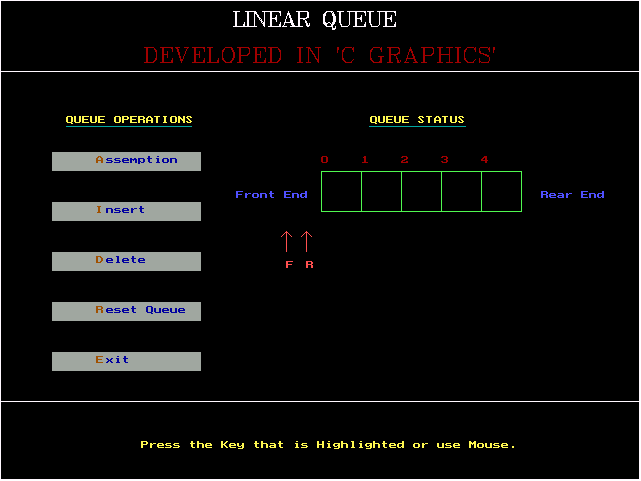 LINEAR QUEUE
DEVELOPED IN 'C GRAPHICS'
QUEUE OPERATIONS
QUEUE STATUS
Assemption
0 1 2 3 4
Front End
Rear End
Insert
F R
Delete
Reset Queue
Exit
Press the Key that is Highlighted or use Mouse.